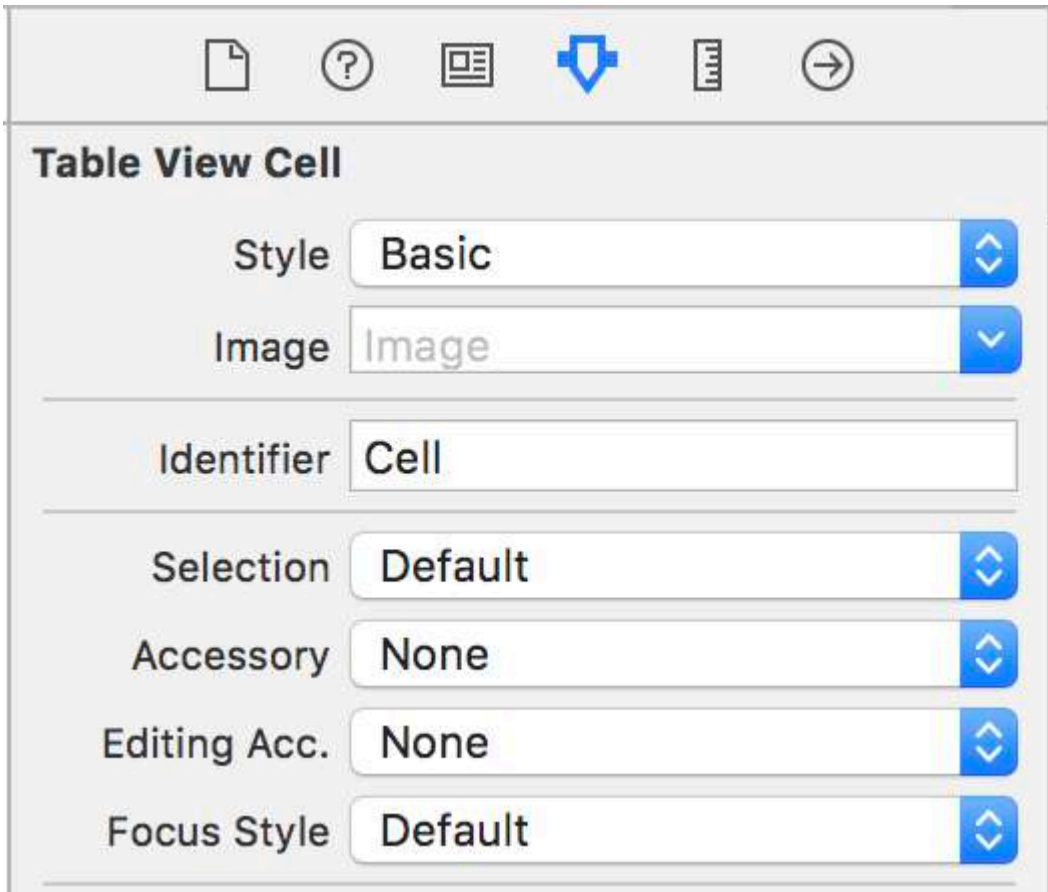 Table View Cell
Style Basic
Image Image
Identifier Cell
Selection Default
Accessory None
Editing Acc. None
Focus Style Default